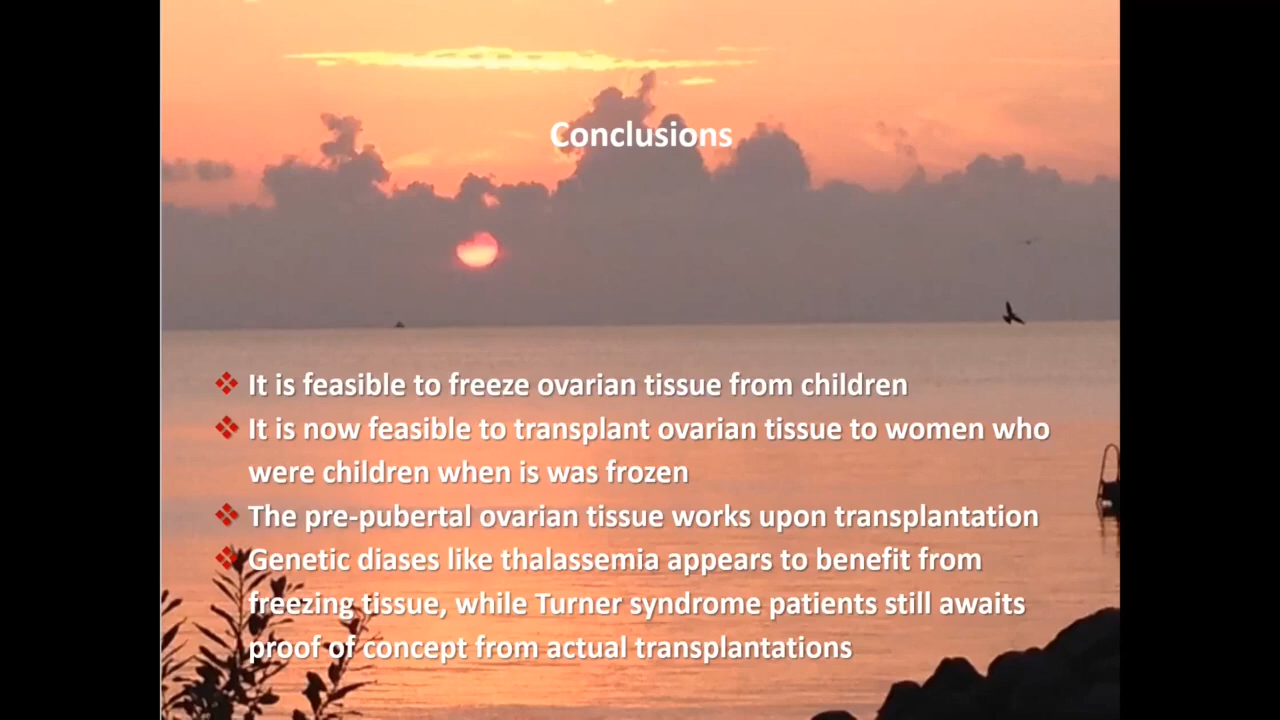 Conclusions
❖ It is feasible to freeze ovarian tissue from children
❖ It is now feasible to transplant ovarian tissue to women who
were children when is was frozen
❖ The pre-pubertal ovarian tissue works upon transplantation
❖ Genetic diases like thalassemia appears to benefit from
freezing tissue, while Turner syndrome patients still awaits
proof of concept from actual transplantations